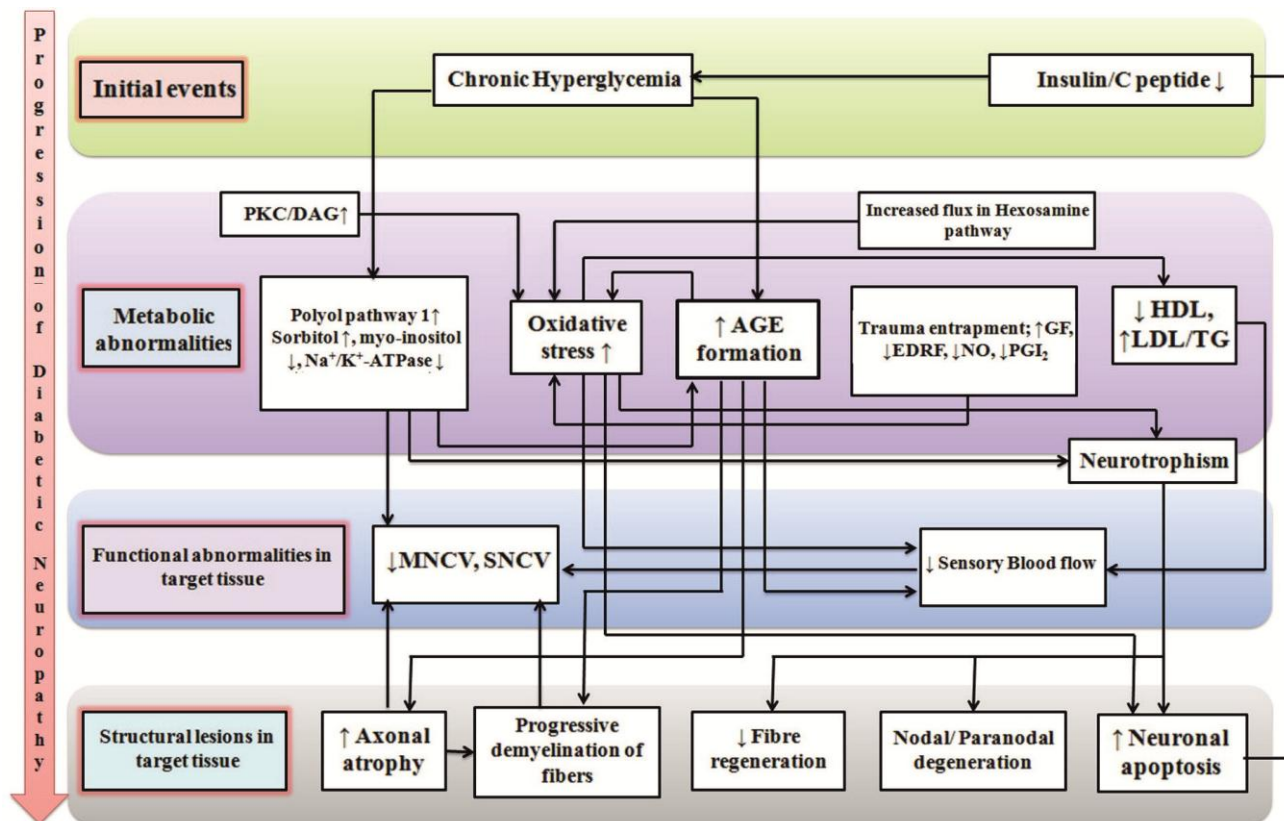 Progression of Diabetic Neuropathy
Initial events
Chronic Hyperglycemia
Insulin/C peptide ↓
PKC/DAG↑
Increased flux in Hexosamine
pathway
Metabolic
abnormalities
Polyol pathway 1↑
Sorbitol ↑, myo-inositol
↓, Na⁺/K⁺-ATPase ↓
Oxidative
stress ↑
↑ AGE
formation
Trauma entrapment; ↑GF,
↓EDRF, ↓NO, ↓PGI₂
↓ HDL,
↑LDL/TG
Neurotrophism
Functional abnormalities in
target tissue
↓MNCV, SNCV
↓ Sensory Blood flow
Structural lesions in
target tissue
↑ Axonal
atrophy
Progressive
demyelination of
fibers
↓ Fibre
regeneration
Nodal/ Paranodal
degeneration
↑ Neuronal
apoptosis